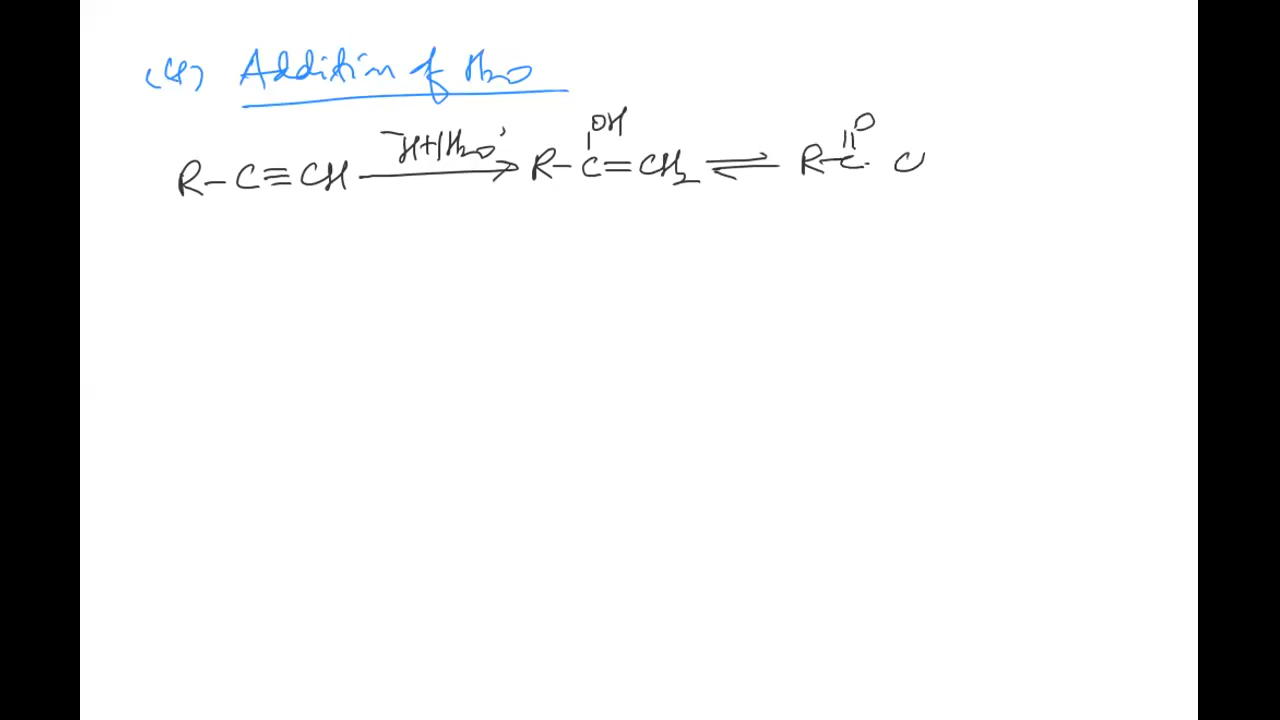 (4) Addition of H2O
R-C≡CH H+/H2O R-C=CH2 ⇌ R-C C
OH O